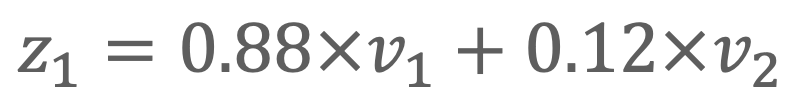 z₁ = 0.88×v₁ + 0.12×v₂